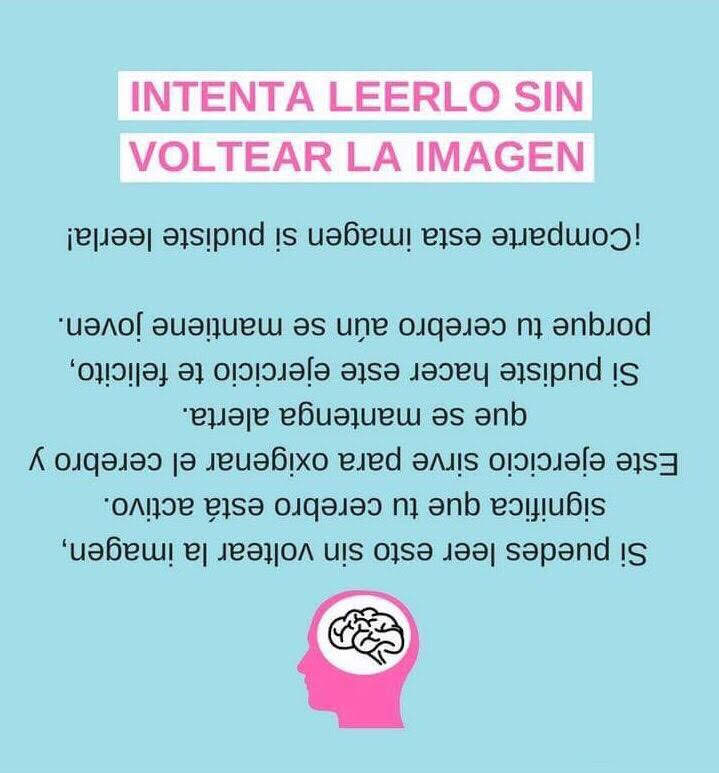 INTENTA LEERLO SIN
VOLTEAR LA IMAGEN
Si puedes leer esto sin voltear la imagen,
significa que tu cerebro está activo.
Este ejercicio sirve para oxigenar el cerebro y
que se mantenga alerta.
Si pudiste hacer este ejercicio te felicito,
porque tu cerebro aún se mantiene joven.
¡Comparte esta imagen si pudiste leerla!